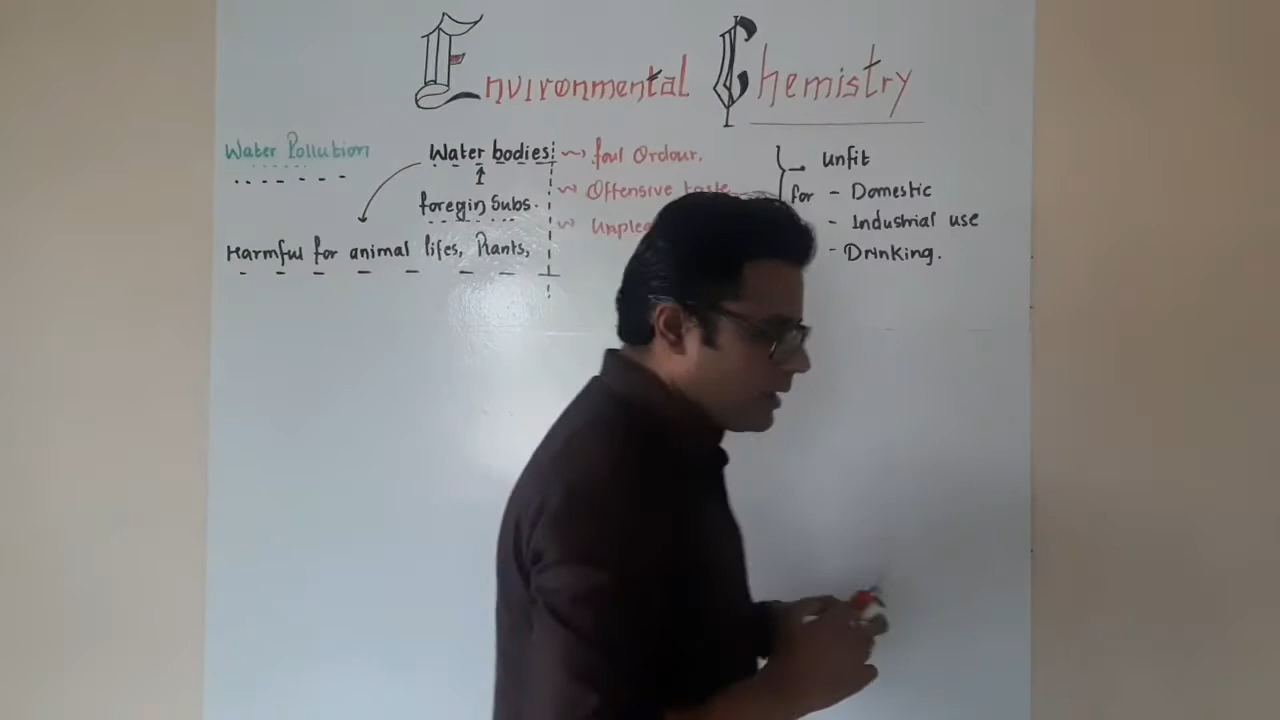 Environmental Chemistry
Water Pollution
Water bodies
foregin Subs.
Harmful for animal lifes, Plants,
foul Ordour.
Offensive taste
Unfit
for - Domestic
- Industrial use
- Drinking.